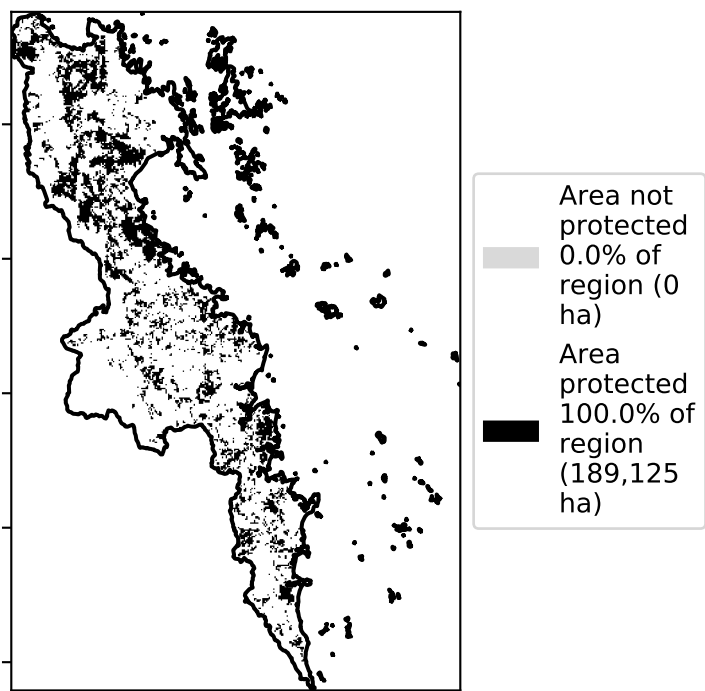 Area not
protected
0.0% of
region (0
ha)
Area
protected
100.0% of
region
(189,125
ha)